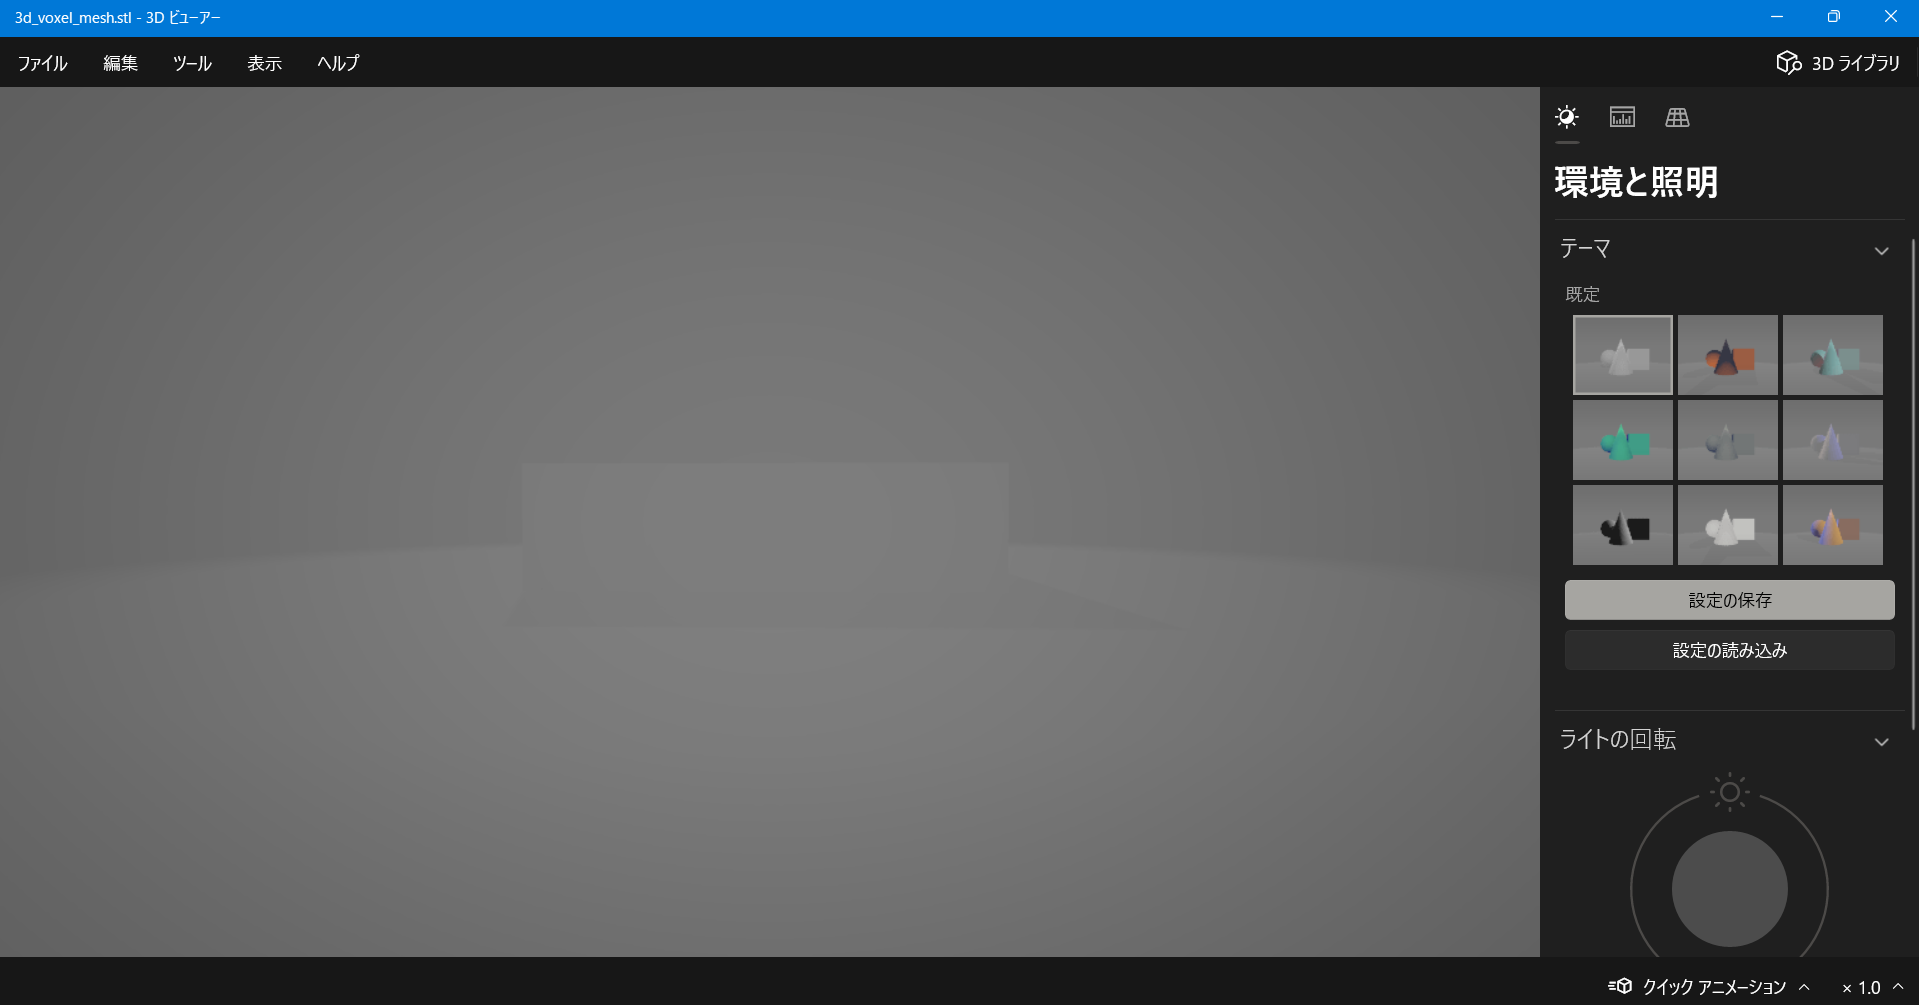 3d_voxel_mesh.stl - 3D ビューアー
ファイル 編集 ツール 表示 ヘルプ
3D ライブラリ
環境と照明
テーマ
既定
設定の保存
設定の読み込み
ライトの回転
クイック アニメーション
× 1.0